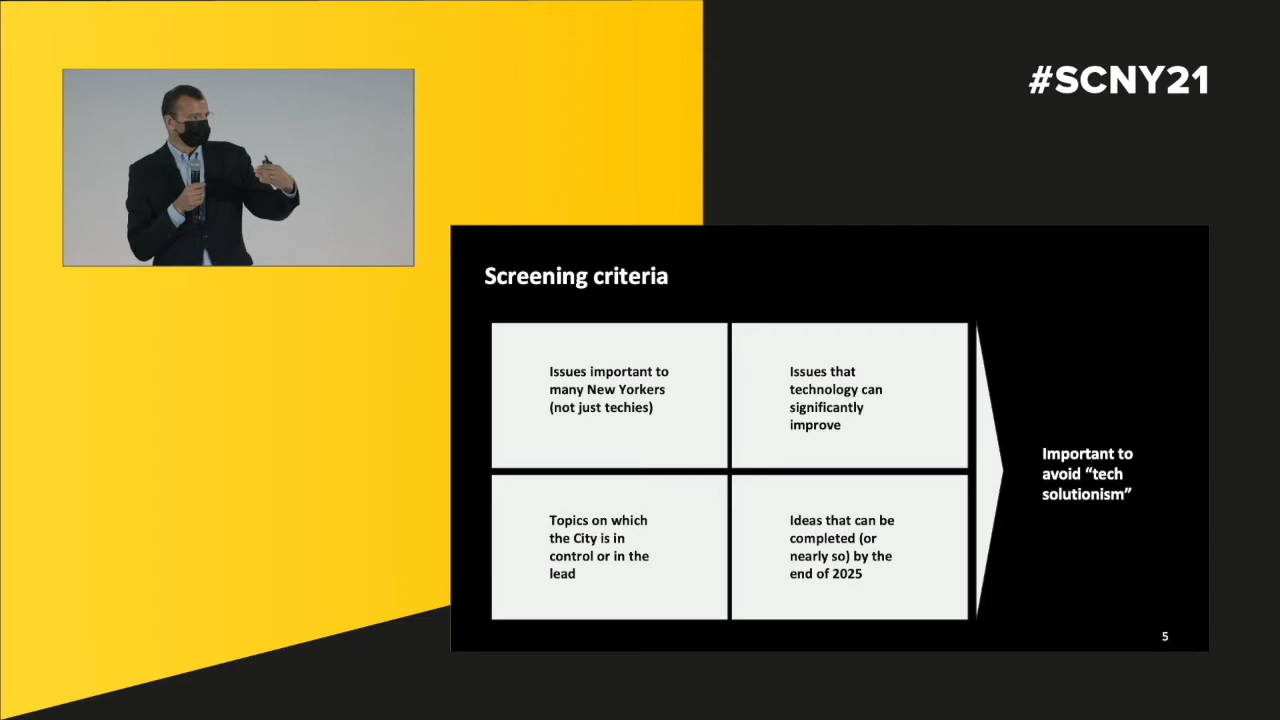 #SCNY21
Screening criteria
Issues important to
many New Yorkers
(not just techies)
Issues that
technology can
significantly
improve
Topics on which
the City is in
control or in the
lead
Ideas that can be
completed (or
nearly so) by the
end of 2025
Important to
avoid “tech
solutionism”
5